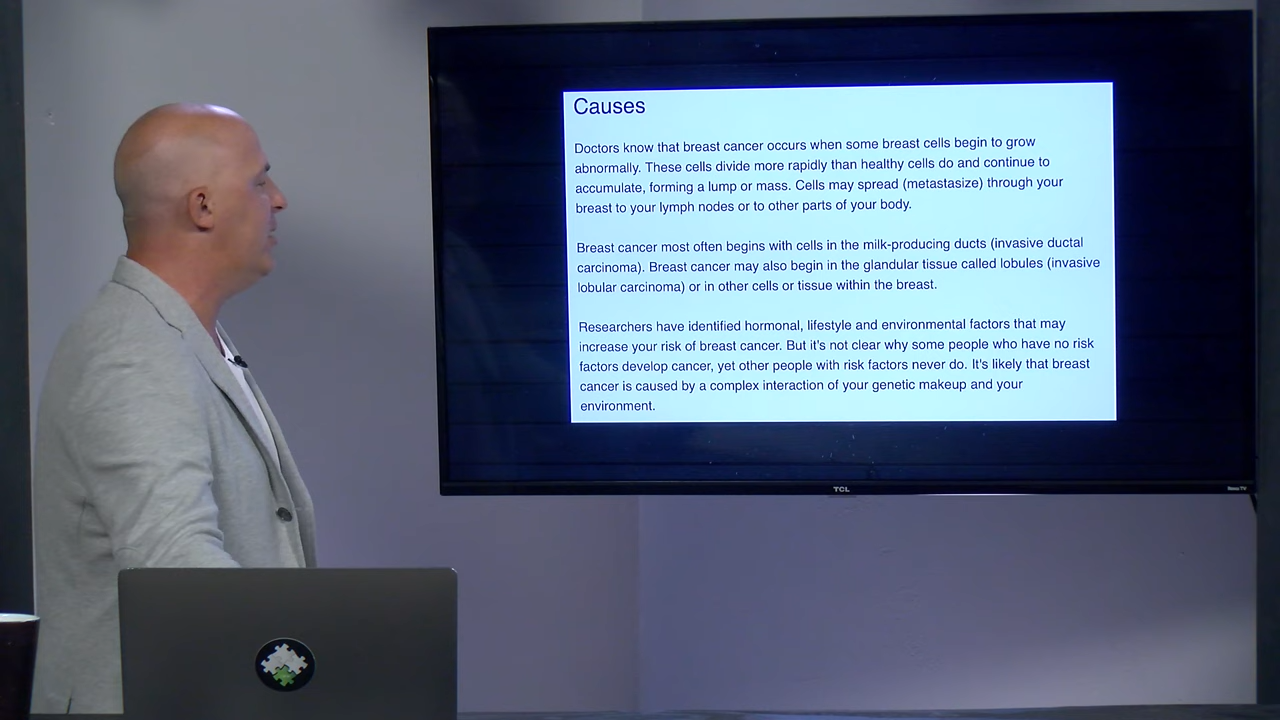 Causes
Doctors know that breast cancer occurs when some breast cells begin to grow
abnormally. These cells divide more rapidly than healthy cells do and continue to
accumulate, forming a lump or mass. Cells may spread (metastasize) through your
breast to your lymph nodes or to other parts of your body.
Breast cancer most often begins with cells in the milk-producing ducts (invasive ductal
carcinoma). Breast cancer may also begin in the glandular tissue called lobules (invasive
lobular carcinoma) or in other cells or tissue within the breast.
Researchers have identified hormonal, lifestyle and environmental factors that may
increase your risk of breast cancer. But it's not clear why some people who have no risk
factors develop cancer, yet other people with risk factors never do. It's likely that breast
cancer is caused by a complex interaction of your genetic makeup and your
environment.
TCL
Roku TV